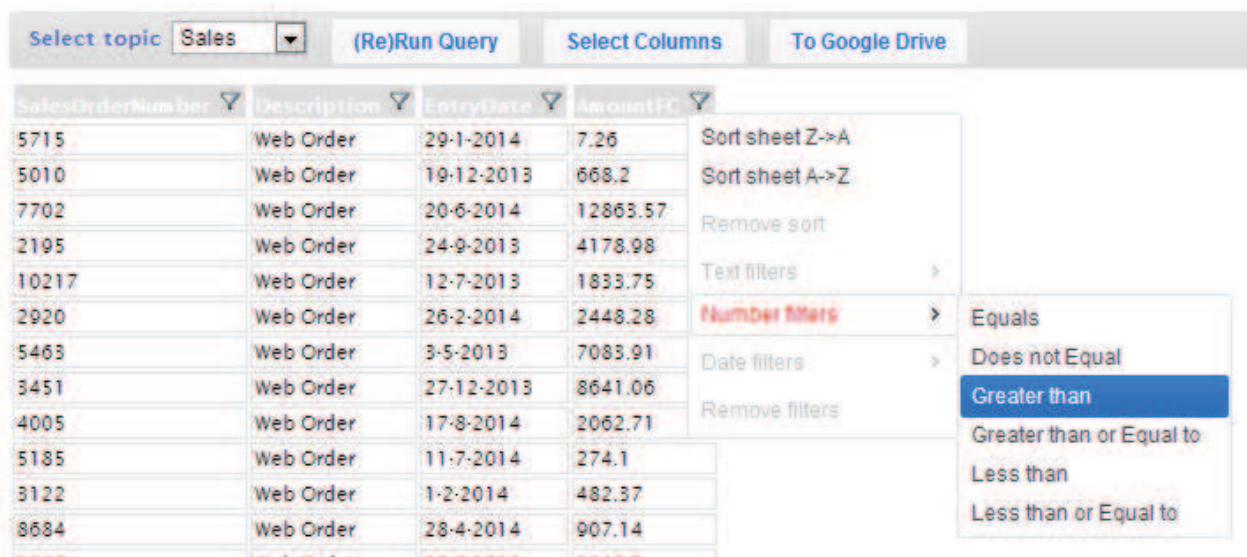 Select topic Sales (Re)Run Query Select Columns To Google Drive
SalesOrderNumber Description EntryDate AmountFC
5715 Web Order 29-1-2014 7.26
5010 Web Order 19-12-2013 668.2
7702 Web Order 20-6-2014 12863.57
2195 Web Order 24-9-2013 4178.98
10217 Web Order 12-7-2013 1833.75
2920 Web Order 26-2-2014 2448.28
5463 Web Order 3-5-2013 7083.91
3451 Web Order 27-12-2013 8641.06
4005 Web Order 17-8-2014 2062.71
5185 Web Order 11-7-2014 274.1
3122 Web Order 1-2-2014 482.37
8684 Web Order 28-4-2014 907.14
Sort sheet Z->A
Sort sheet A->Z
Remove sort
Text filters >
Number filters >
Date filters >
Remove filters
Equals
Does not Equal
Greater than
Greater than or Equal to
Less than
Less than or Equal to